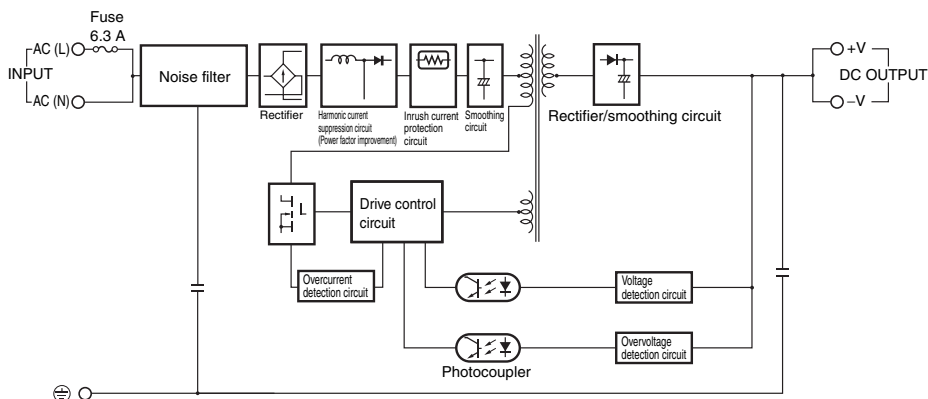 Fuse
6.3 A
AC (L)
INPUT
AC (N)
Noise filter
Rectifier
Harmonic current
suppression circuit
(Power factor improvement)
Inrush current
protection
circuit
Smoothing
circuit
Rectifier/smoothing circuit
+V
DC OUTPUT
−V
Drive control
circuit
Overcurrent
detection circuit
Voltage
detection circuit
Overvoltage
detection circuit
Photocoupler